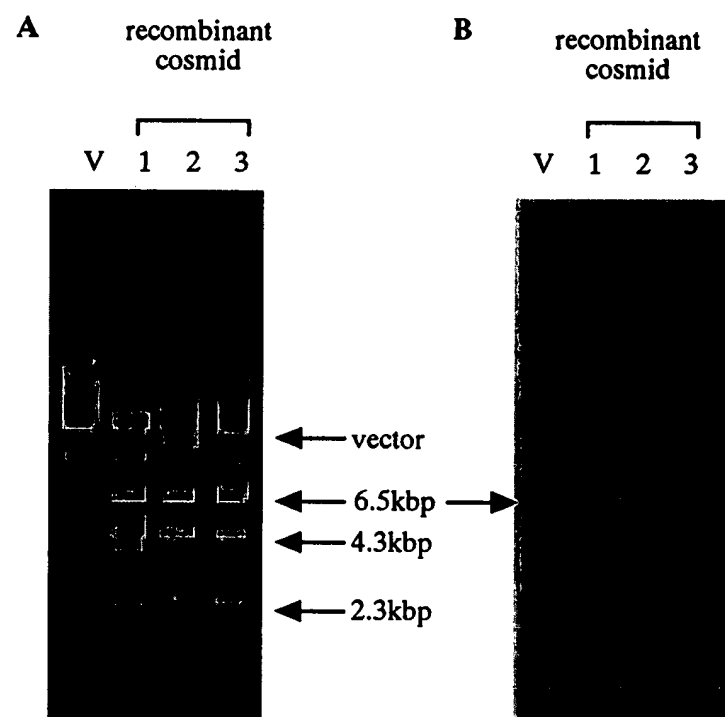 A
recombinant
cosmid
V 1 2 3
vector
6.5kbp
4.3kbp
2.3kbp
B
recombinant
cosmid
V 1 2 3